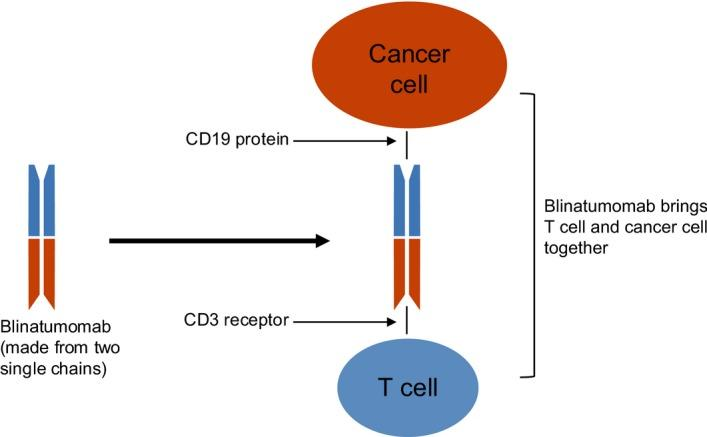 Cancer
cell
CD19 protein
Blinatumomab brings
T cell and cancer cell
together
CD3 receptor
Blinatumomab
(made from two
single chains)
T cell